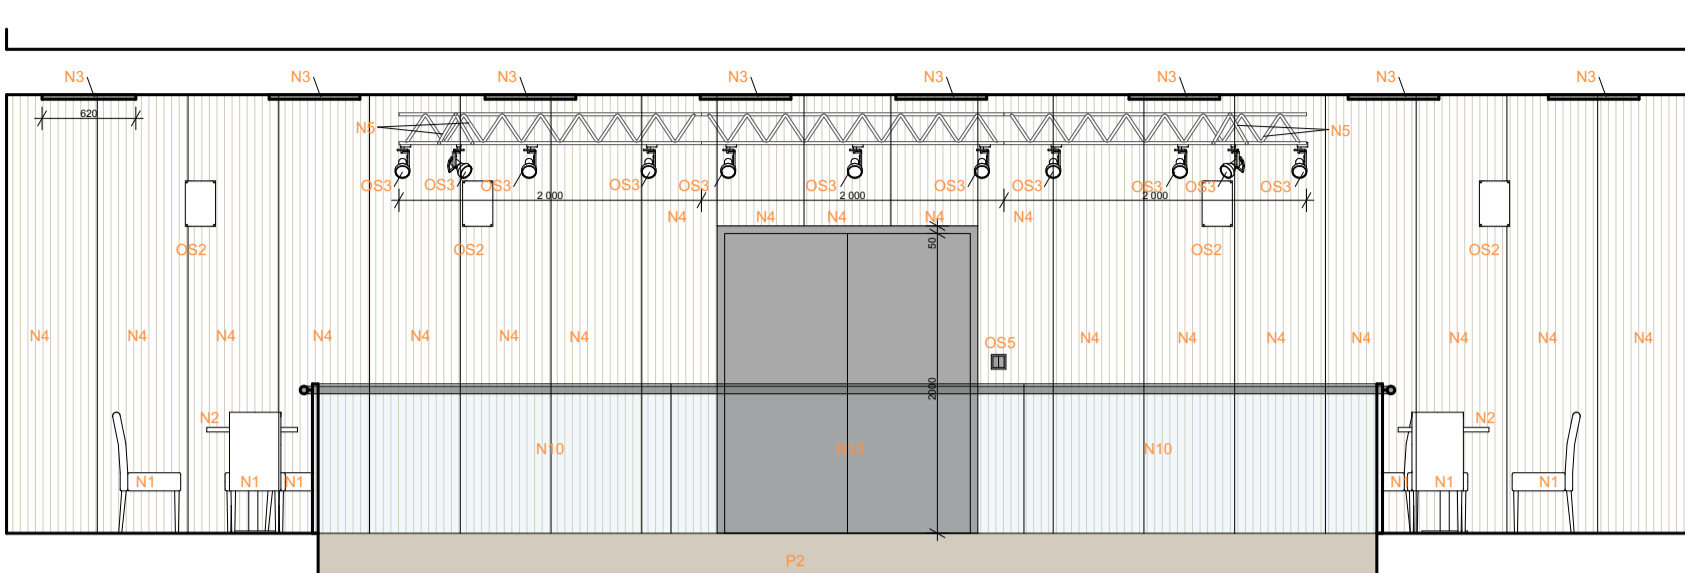 N3 N3 N3 N3 N3 N3 N3 N3
620
N5 N5
OS3 OS3 OS3 OS3 OS3 OS3 OS3 OS3 OS3 OS3 OS3
2 000 2 000 2 000
N4 N4 N4 N4 N4
50
OS2 OS2 OS2 OS2
N4 N4 N4 N4 N4 N4 N4 N4 N4 N4 N4 N4 N4 N4
OS5
2000
N2 N2
N10 N10 N10
N1 N1 N1 N1 N1 N1
P2